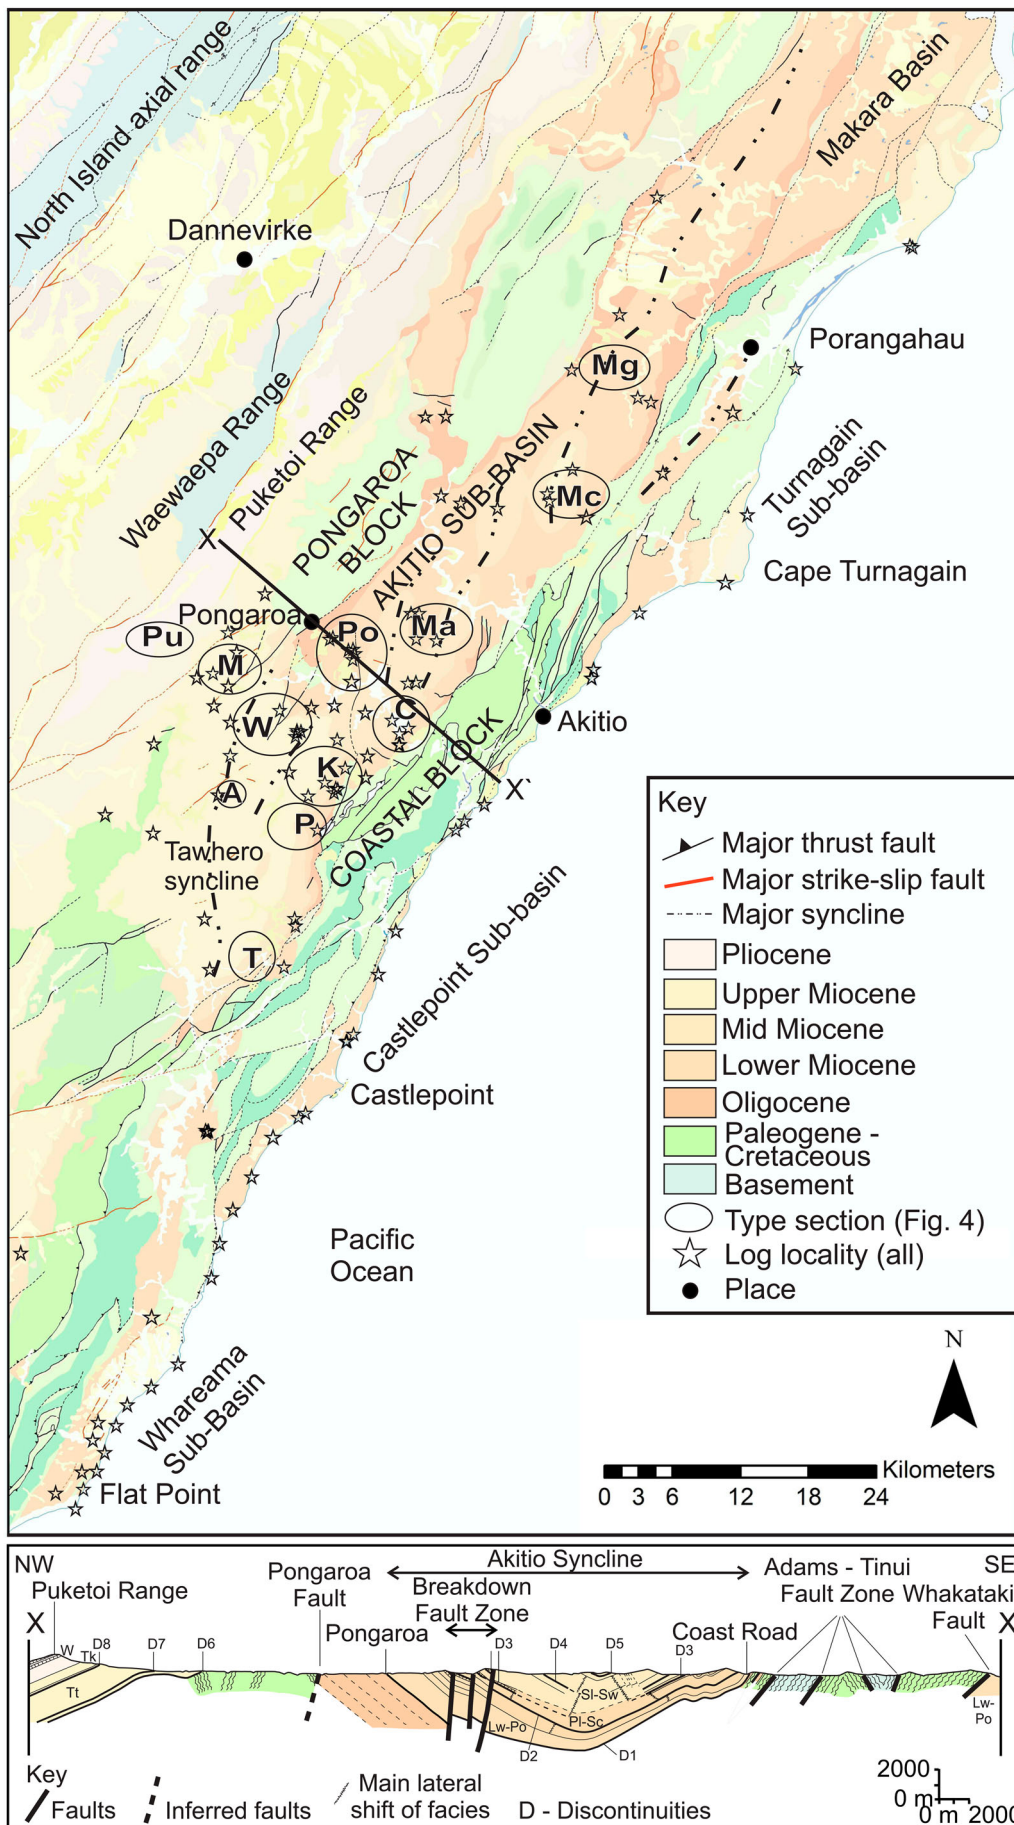 North Island axial range
Makara Basin
Dannevirke
Porangahau
Mg
Waewaepa Range
Puketoi Range
PONGAROA
BLOCK
AKITIO SUB-BASIN
Mc
Turnagain
Sub-basin
X
Cape Turnagain
Pongaroa
Pu
Po
Ma
M
W
C
Akitio
K
A
X`
P
COASTAL BLOCK
Tawhero
syncline
T
Castlepoint Sub-basin
Castlepoint
Pacific
Ocean
Whareama
Sub-Basin
Flat Point
Key
Major thrust fault
Major strike-slip fault
Major syncline
Pliocene
Upper Miocene
Mid Miocene
Lower Miocene
Oligocene
Paleogene -
Cretaceous
Basement
Type section (Fig. 4)
Log locality (all)
Place
N
Kilometers
0 3 6 12 18 24
NW
Akitio Syncline
SE
Puketoi Range
Pongaroa
Fault
Breakdown
Fault Zone
Adams - Tinui
Fault Zone
Whakataki
Fault
X
Pongaroa
Coast Road
X
W
Tk
D8
D7
D6
D3
D4
D5
D3
Tt
Sl-Sw
Pl-Sc
Lw-Po
D2
D1
Lw-
Po
Key
Faults
Inferred faults
Main lateral
shift of facies
D - Discontinuities
2000
0 m
0 m 2000